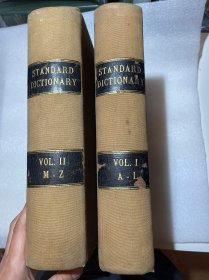 STANDARD
DICTIONARY
VOL. II
M - Z
STANDARD
DICTIONARY
VOL. I
A - L